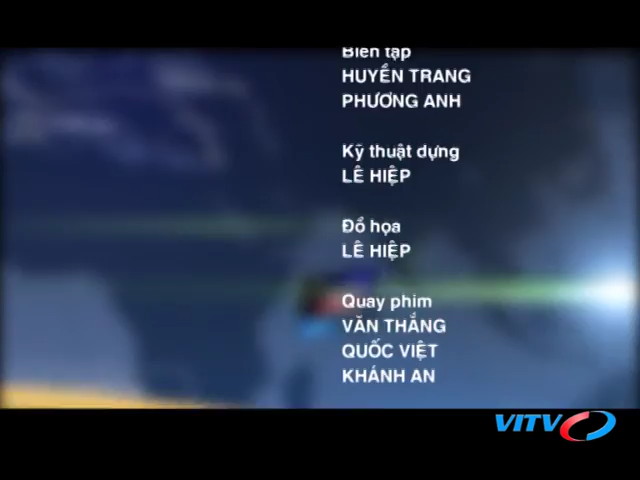 Biên tập
HUYỀN TRANG
PHƯƠNG ANH
Kỹ thuật dựng
LÊ HIỆP
Đồ họa
LÊ HIỆP
Quay phim
VĂN THẮNG
QUỐC VIỆT
KHÁNH AN
VITV